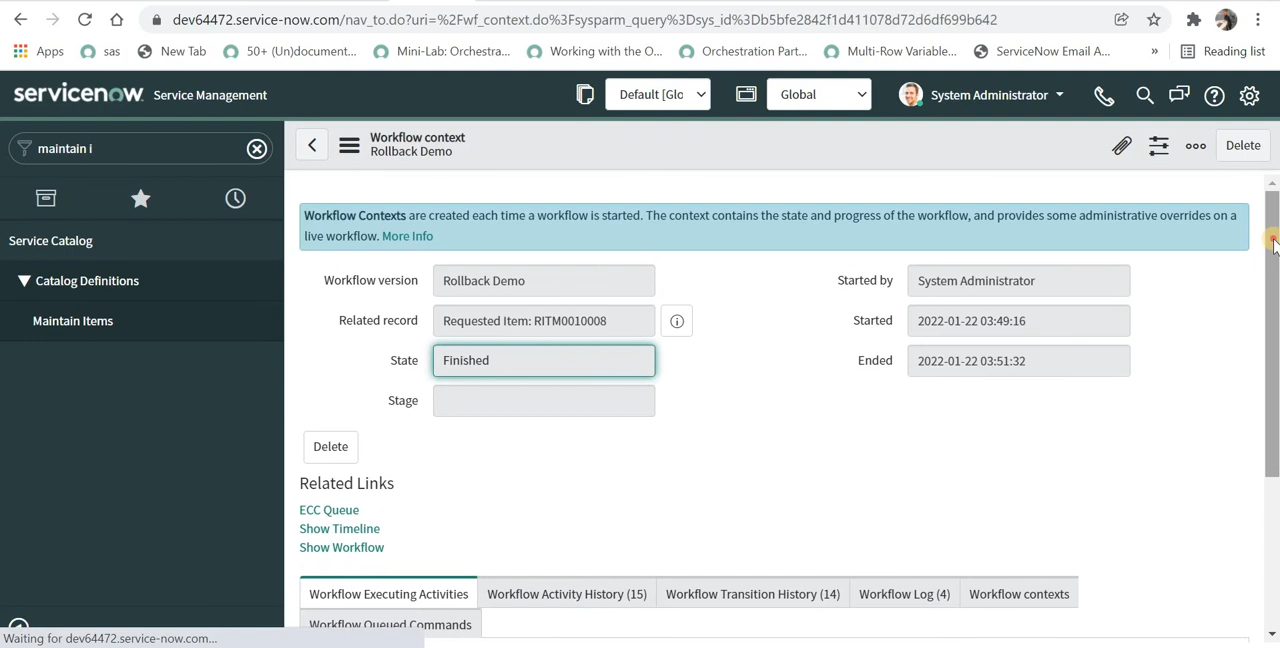 dev64472.service-now.com/nav_to.do?uri=%2Fwf_context.do%3Fsysparm_query%3Dsys_id%3Db5bfe2842f1d411078d72d6df699b642
Apps sas New Tab 50+ (Un)document... Mini-Lab: Orchestra... Working with the O... Orchestration Part... Multi-Row Variable... ServiceNow Email A... » Reading list
servicenow. Service Management Default [Glc Global System Administrator
maintain i
Service Catalog
Catalog Definitions
Maintain Items
Workflow context
Rollback Demo
Delete
Workflow Contexts are created each time a workflow is started. The context contains the state and progress of the workflow, and provides some administrative overrides on a
live workflow. More Info
Workflow version Rollback Demo Started by System Administrator
Related record Requested Item: RITM0010008 Started 2022-01-22 03:49:16
State Finished Ended 2022-01-22 03:51:32
Stage
Delete
Related Links
ECC Queue
Show Timeline
Show Workflow
Workflow Executing Activities Workflow Activity History (15) Workflow Transition History (14) Workflow Log (4) Workflow contexts
Workflow Queued Commands
Waiting for dev64472.service-now.com...